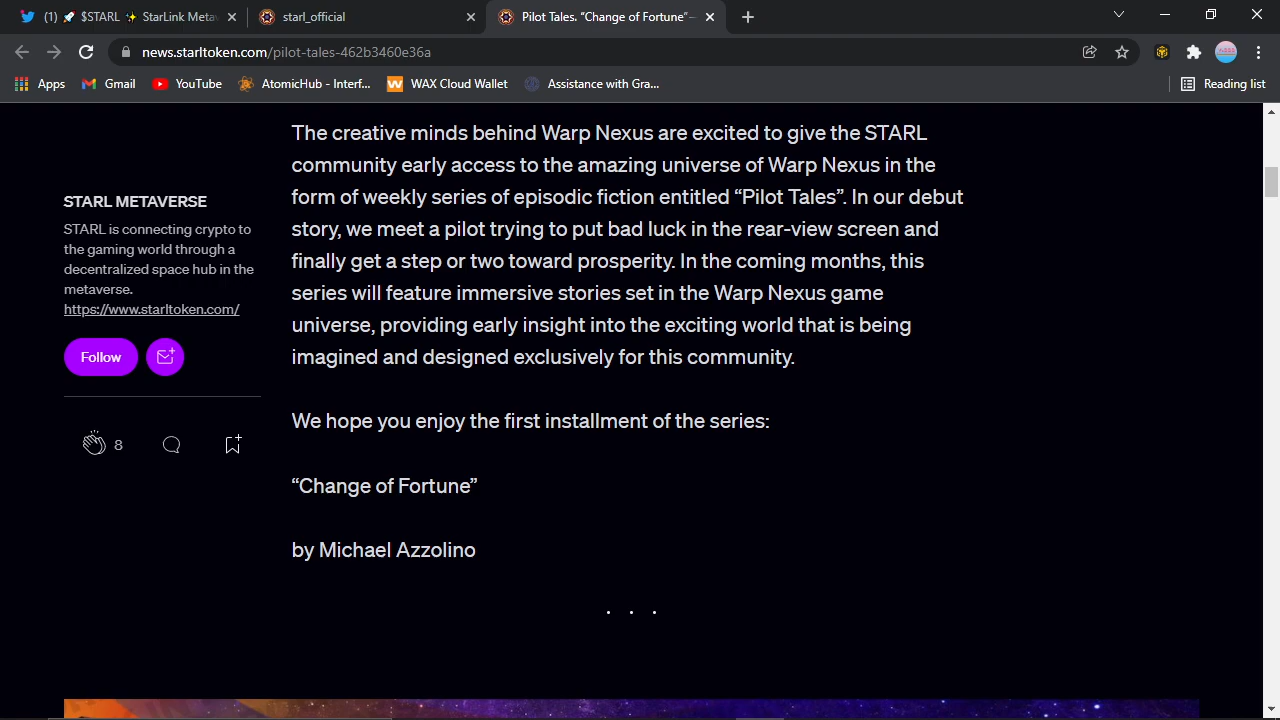 (1) 🚀 $STARL ✨ StarLink Meta
starl_official
Pilot Tales. “Change of Fortune” —
news.starltoken.com/pilot-tales-462b3460e36a
Apps
Gmail
YouTube
AtomicHub - Interf...
WAX Cloud Wallet
Assistance with Gra...
Reading list
STARL METAVERSE
STARL is connecting crypto to
the gaming world through a
decentralized space hub in the
metaverse.
https://www.starltoken.com/
Follow
8
The creative minds behind Warp Nexus are excited to give the STARL
community early access to the amazing universe of Warp Nexus in the
form of weekly series of episodic fiction entitled “Pilot Tales”. In our debut
story, we meet a pilot trying to put bad luck in the rear-view screen and
finally get a step or two toward prosperity. In the coming months, this
series will feature immersive stories set in the Warp Nexus game
universe, providing early insight into the exciting world that is being
imagined and designed exclusively for this community.
We hope you enjoy the first installment of the series:
“Change of Fortune”
by Michael Azzolino
. . .